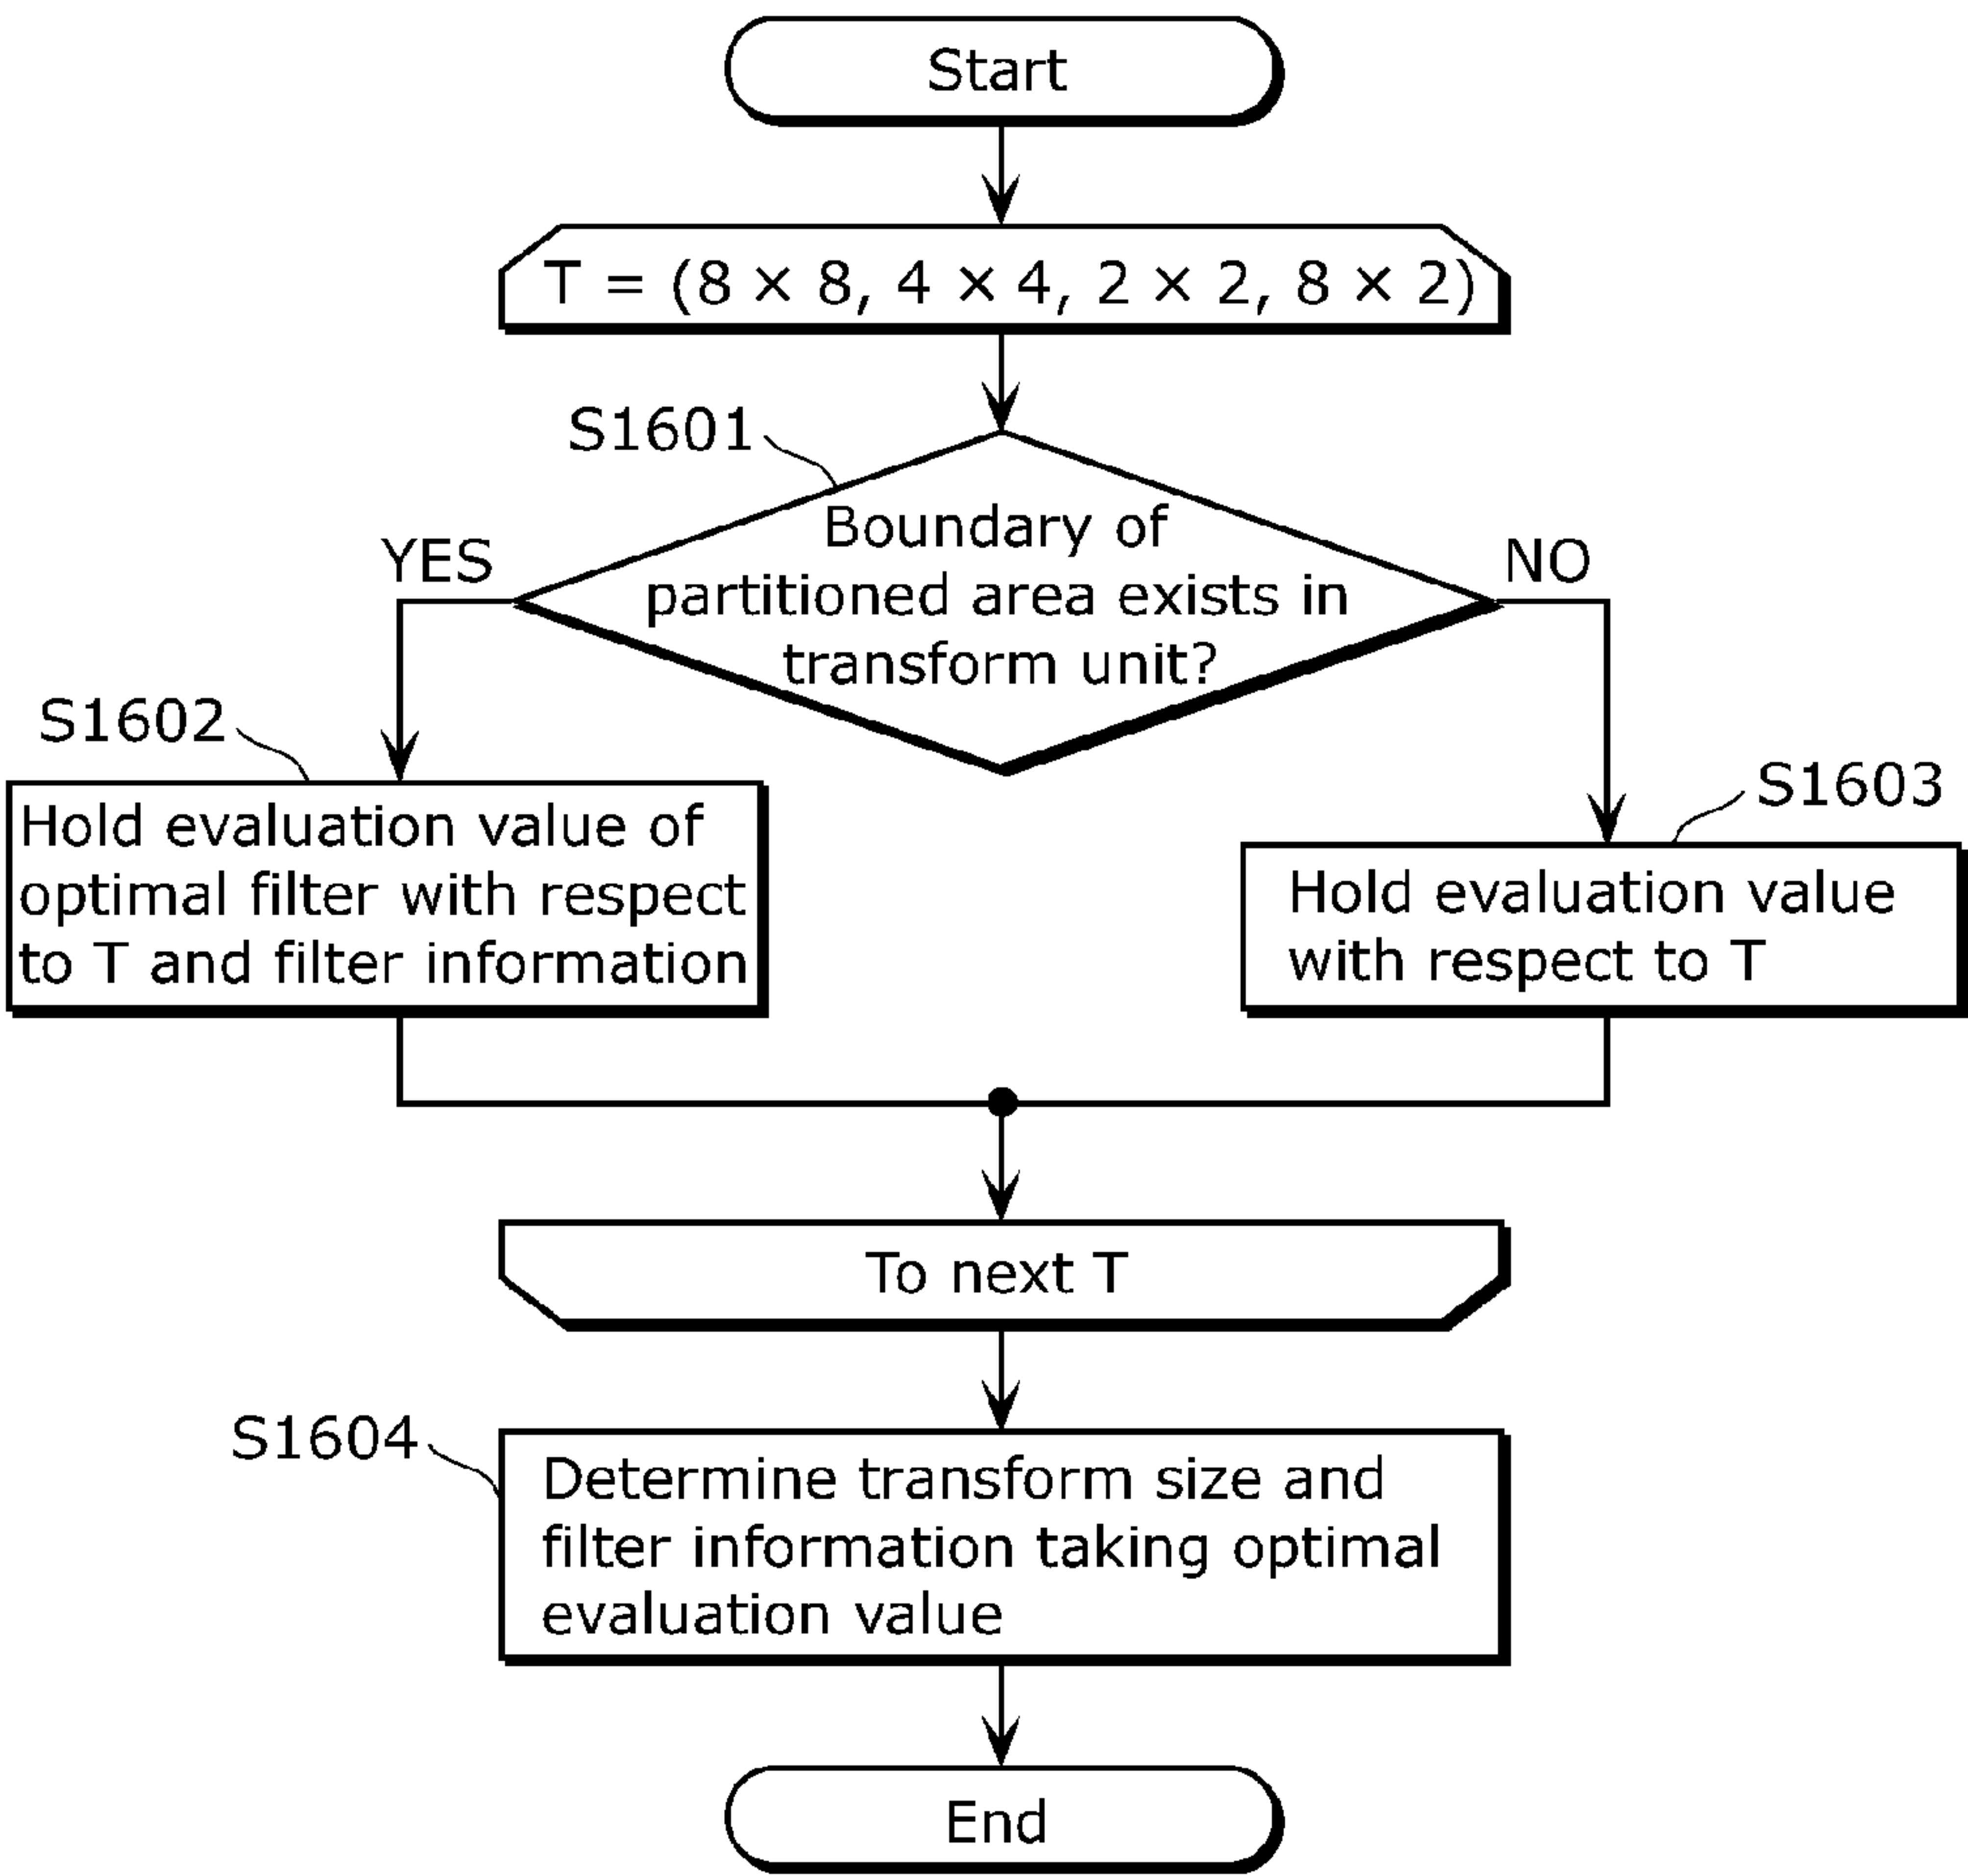 Start
T = (8 × 8, 4 × 4, 2 × 2, 8 × 2)
S1601
Boundary of
partitioned area exists in
transform unit?
YES
NO
S1602
Hold evaluation value of
optimal filter with respect
to T and filter information
S1603
Hold evaluation value
with respect to T
To next T
S1604
Determine transform size and
filter information taking optimal
evaluation value
End